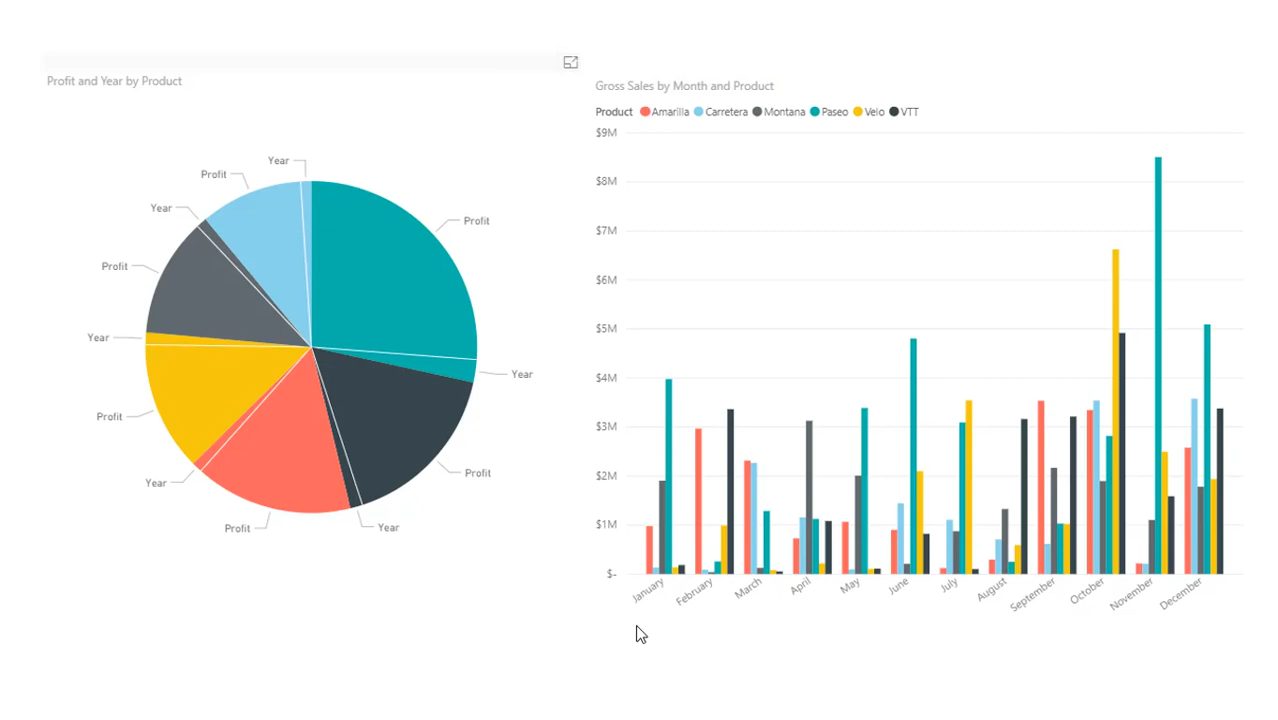 Profit and Year by Product
Year
Profit
Year
Profit
Profit
Year
Year
Profit
Profit
Year
Year
Profit
Profit
Gross Sales by Month and Product
Product Amarilla Carretera Montana Paseo Velo VTT
$9M
$8M
$7M
$6M
$5M
$4M
$3M
$2M
$1M
$-
January February March April May June July August September October November December